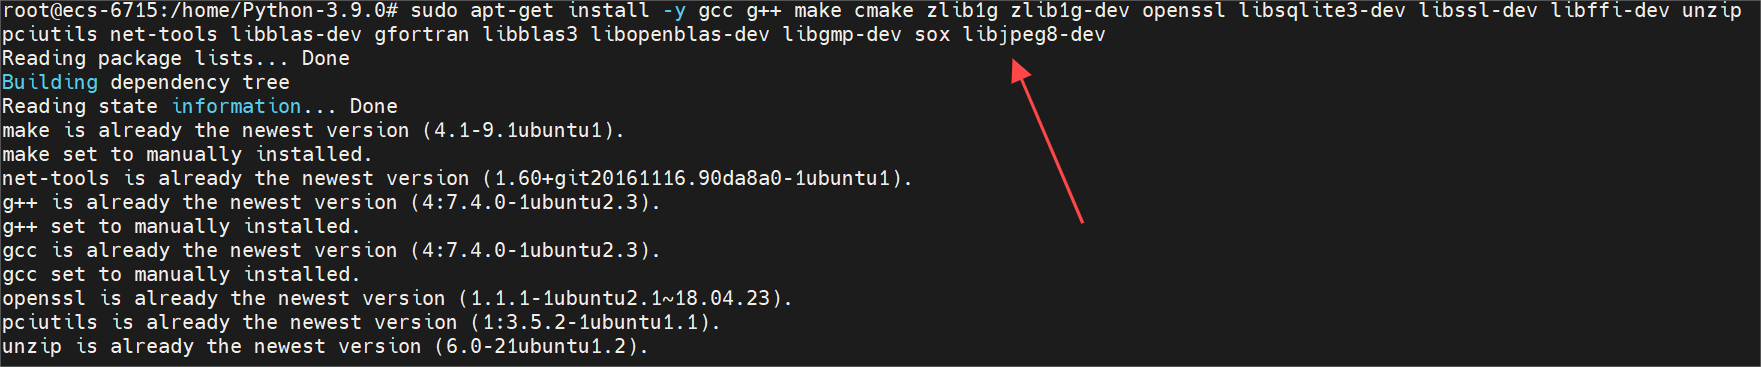 root@ecs-6715:/home/Python-3.9.0# sudo apt-get install -y gcc g++ make cmake zlib1g zlib1g-dev openssl libsqlite3-dev libssl-dev libffi-dev unzip
pciutils net-tools libblas-dev gfortran libblas3 libopenblas-dev libgmp-dev sox libjpeg8-dev
Reading package lists... Done
Building dependency tree
Reading state information... Done
make is already the newest version (4.1-9.1ubuntu1).
make set to manually installed.
net-tools is already the newest version (1.60+git20161116.90da8a0-1ubuntu1).
g++ is already the newest version (4:7.4.0-1ubuntu2.3).
g++ set to manually installed.
gcc is already the newest version (4:7.4.0-1ubuntu2.3).
gcc set to manually installed.
openssl is already the newest version (1.1.1-1ubuntu2.1~18.04.23).
pciutils is already the newest version (1:3.5.2-1ubuntu1.1).
unzip is already the newest version (6.0-21ubuntu1.2).